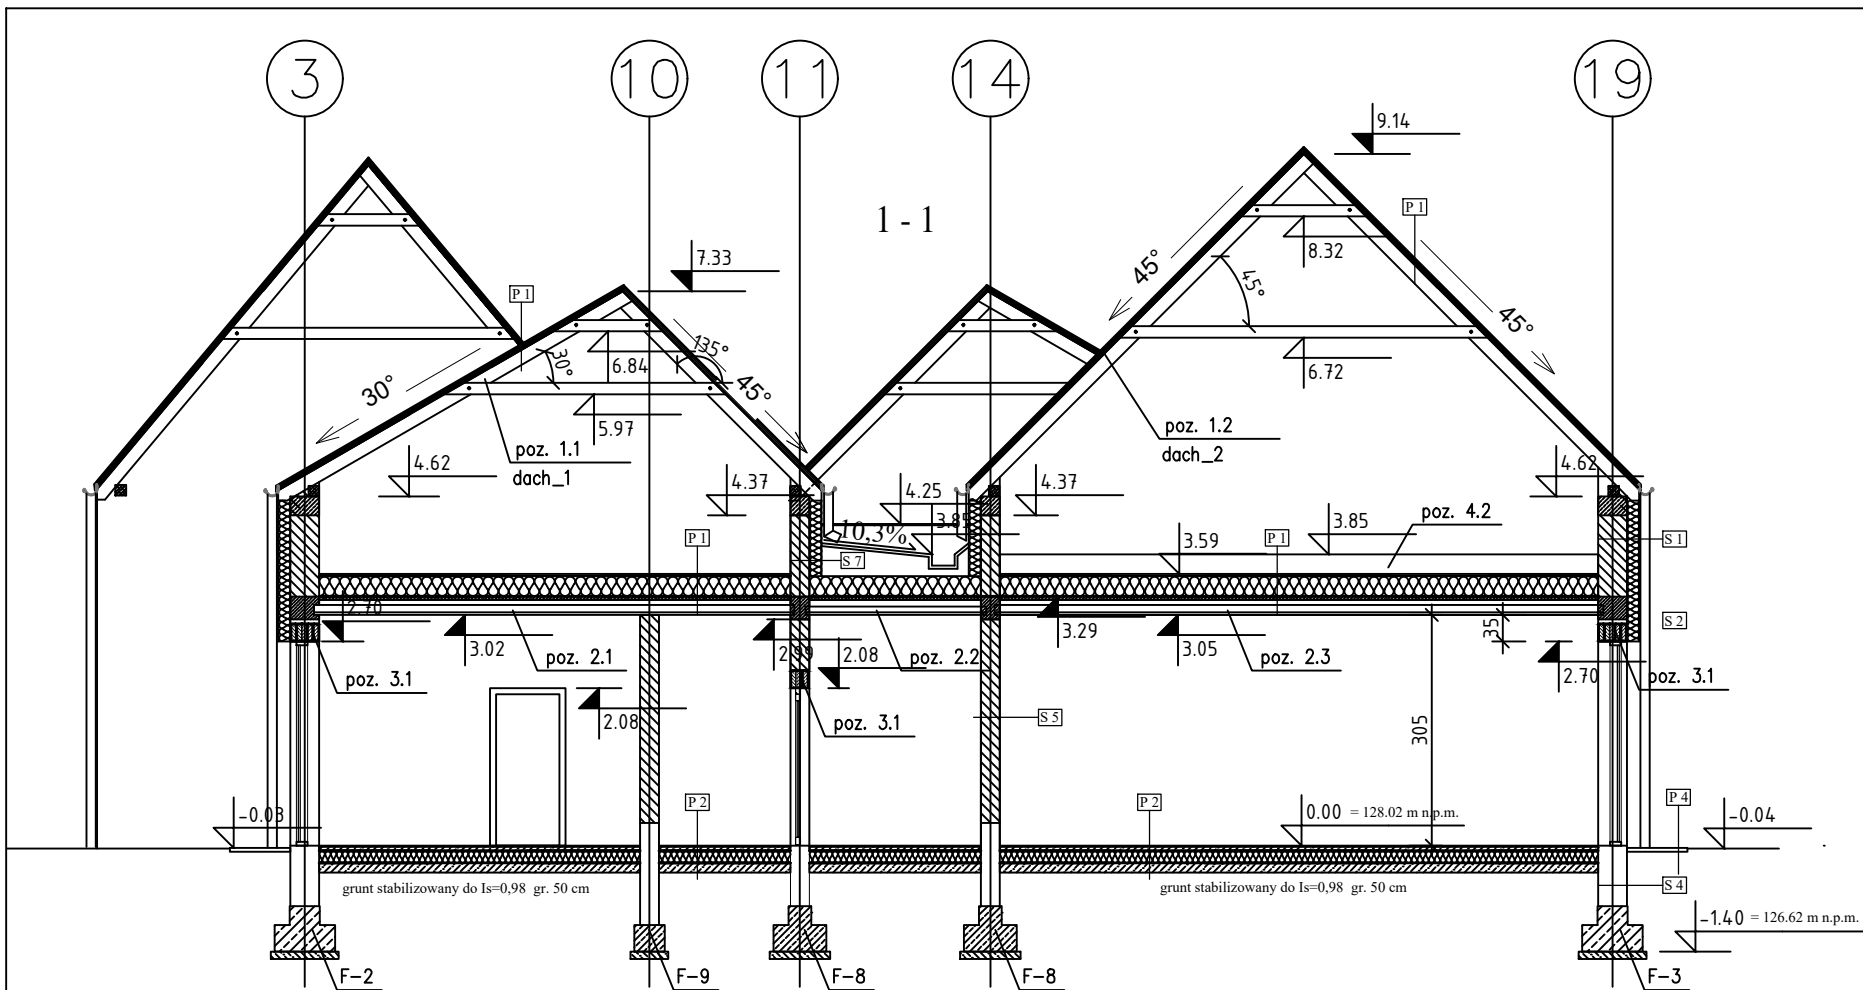 3
10
11
14
19
9.14
P 1
1 - 1
8.32
7.33
45°
45°
P 1
45°
135°
30°
6.84
6.72
30°
45°
5.97
poz. 1.1
dach_1
poz. 1.2
dach_2
4.62
4.37
4.25
4.37
4.62
10,3%
3.85
3.85
poz. 4.2
P 1
3.59
P 1
S 1
S 7
2.70
3.29
35
S 2
3.02
2.99
2.08
3.05
poz. 2.1
poz. 2.2
poz. 2.3
poz. 3.1
2.70
poz. 3.1
2.08
poz. 3.1
S 5
305
P 2
P 2
P 4
-0.03
0.00 = 128.02 m n.p.m.
-0.04
grunt stabilizowany do Is=0,98 gr. 50 cm
grunt stabilizowany do Is=0,98 gr. 50 cm
S 4
-1.40 = 126.62 m n.p.m.
F-2
F-9
F-8
F-8
F-3